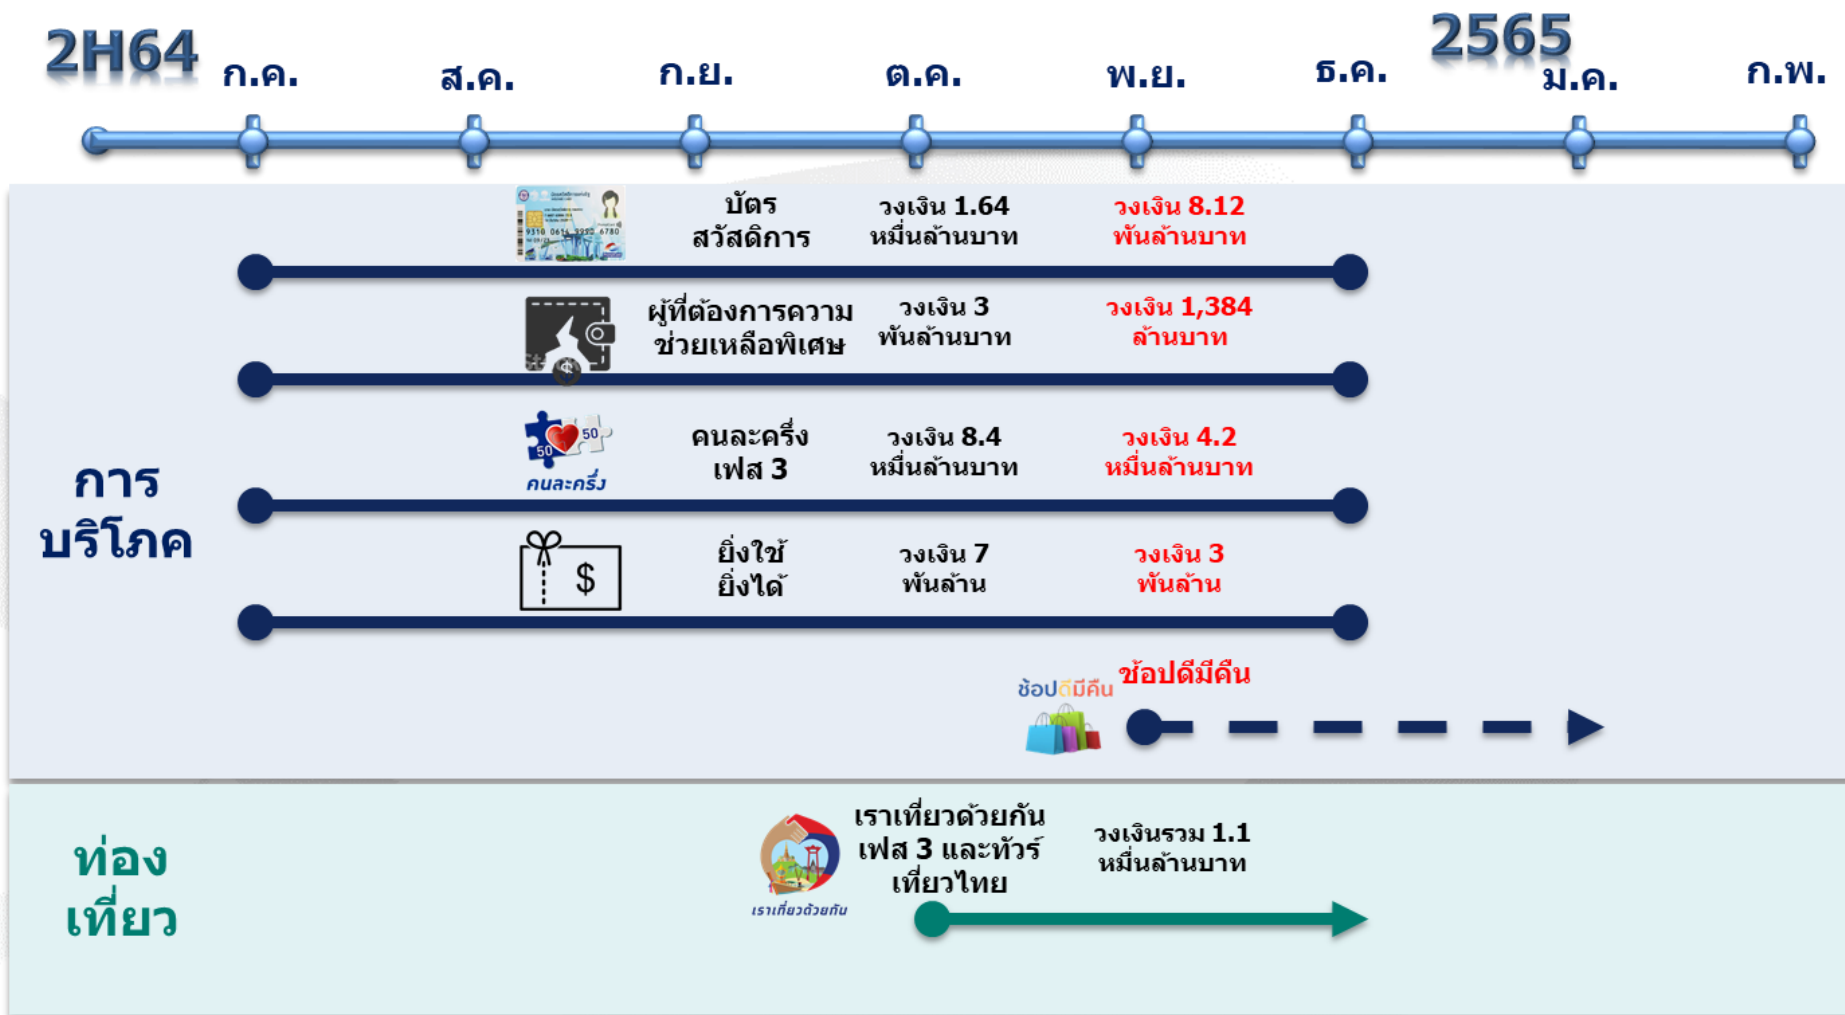 2H64
2565
ก.ค.
ส.ค.
ก.ย.
ต.ค.
พ.ย.
ธ.ค.
ม.ค.
ก.พ.
การ
บริโภค
บัตร
สวัสดิการ
วงเงิน 1.64
หมื่นล้านบาท
วงเงิน 8.12
พันล้านบาท
ผู้ที่ต้องการความ
ช่วยเหลือพิเศษ
วงเงิน 3
พันล้านบาท
วงเงิน 1,384
ล้านบาท
$
50
50
คนละครึ่ง
คนละครึ่ง
เฟส 3
วงเงิน 8.4
หมื่นล้านบาท
วงเงิน 4.2
หมื่นล้านบาท
$
ยิ่งใช้
ยิ่งได้
วงเงิน 7
พันล้าน
วงเงิน 3
พันล้าน
ช้อปดีมีคืน
ช้อปดีมีคืน
ท่อง
เที่ยว
เราเที่ยวด้วยกัน
เราเที่ยวด้วยกัน
เฟส 3 และทัวร์
เที่ยวไทย
วงเงินรวม 1.1
หมื่นล้านบาท